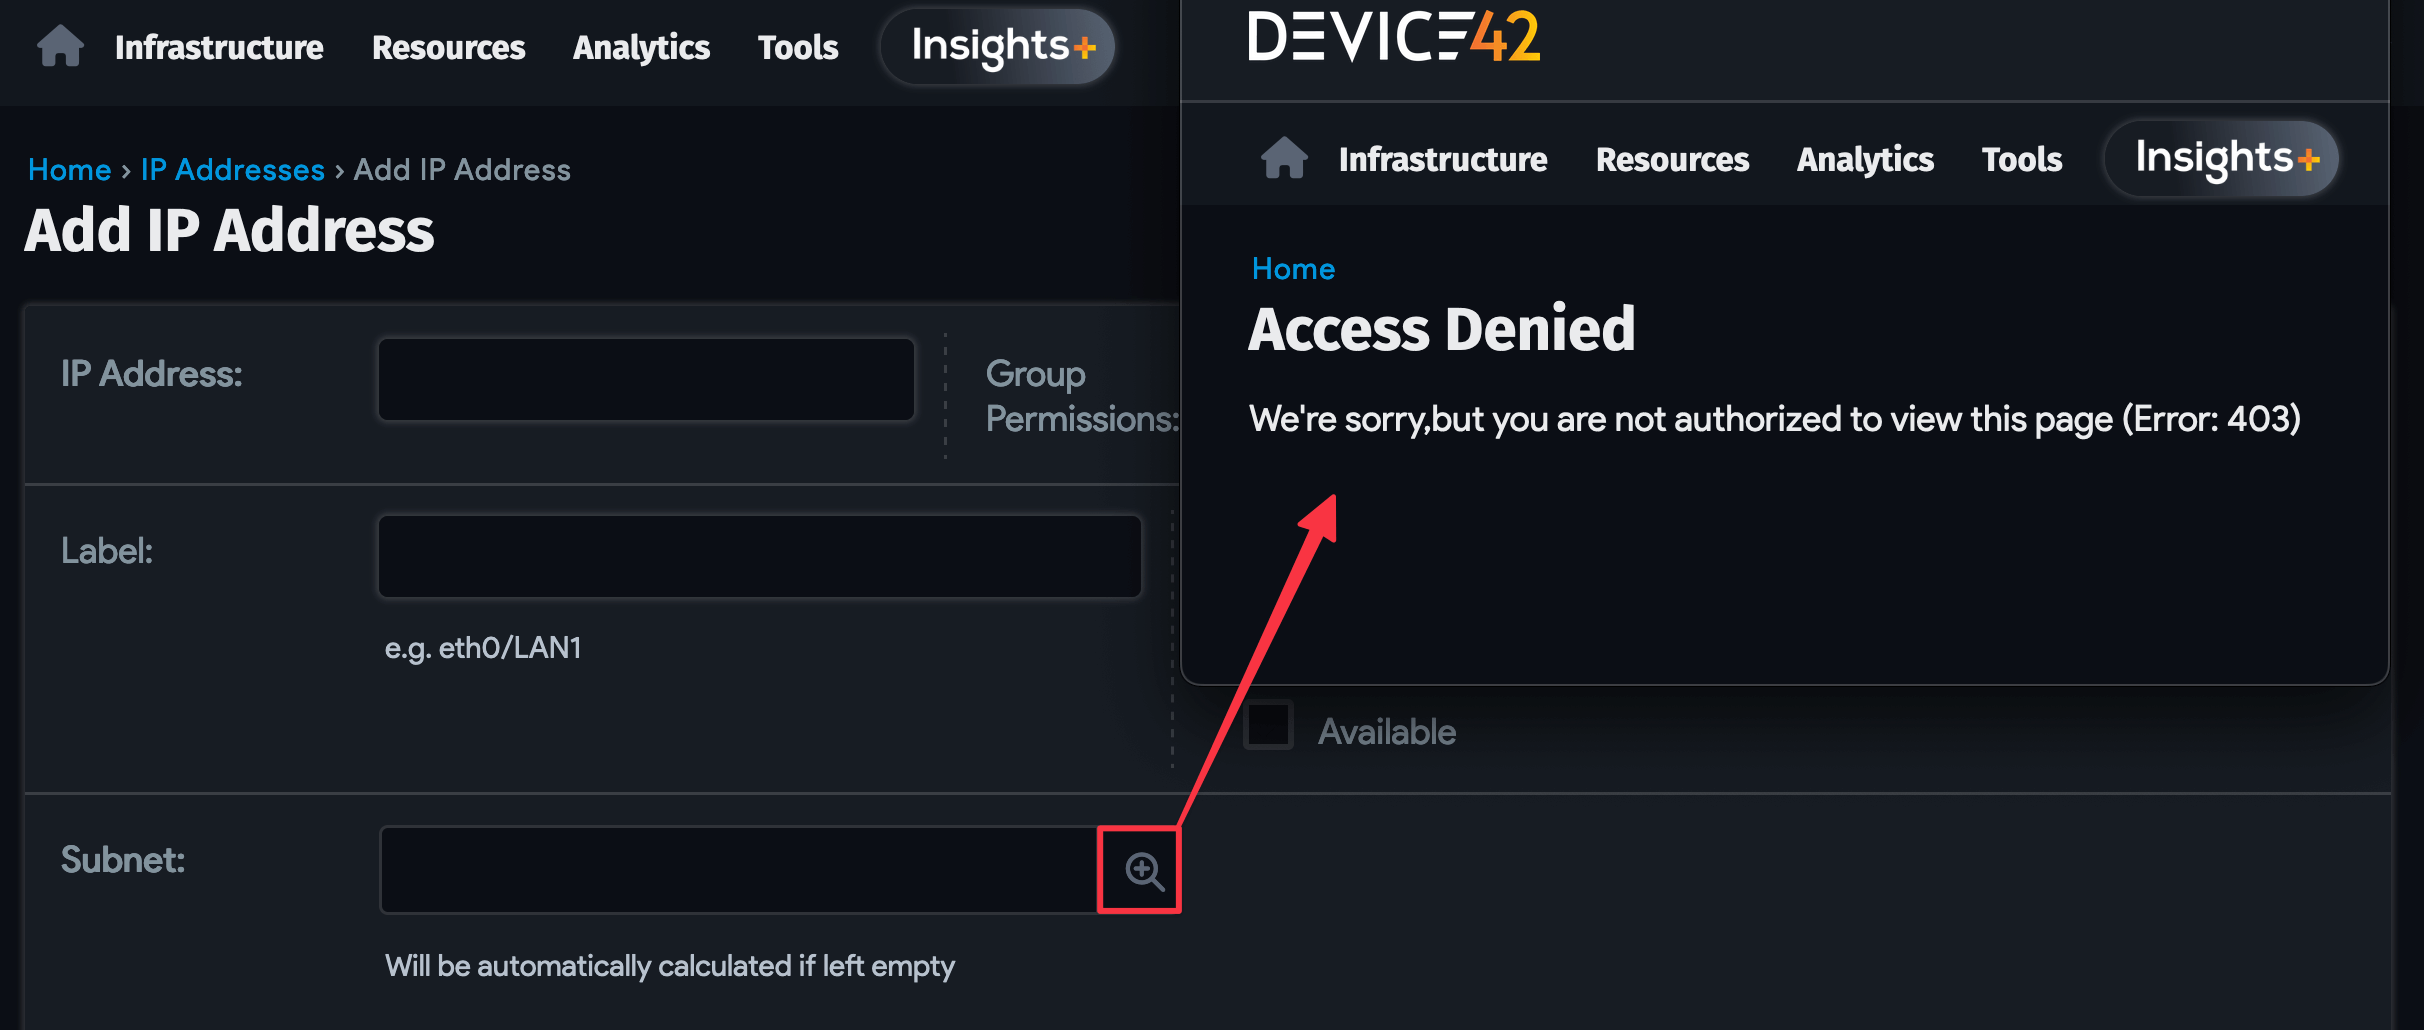 Infrastructure Resources Analytics Tools Insights+
Home › IP Addresses › Add IP Address
Add IP Address
IP Address:
Group
Permissions:
Label:
e.g. eth0/LAN1
Available
Subnet:
Will be automatically calculated if left empty
DEVICE42
Infrastructure Resources Analytics Tools Insights+
Home
Access Denied
We're sorry,but you are not authorized to view this page (Error: 403)